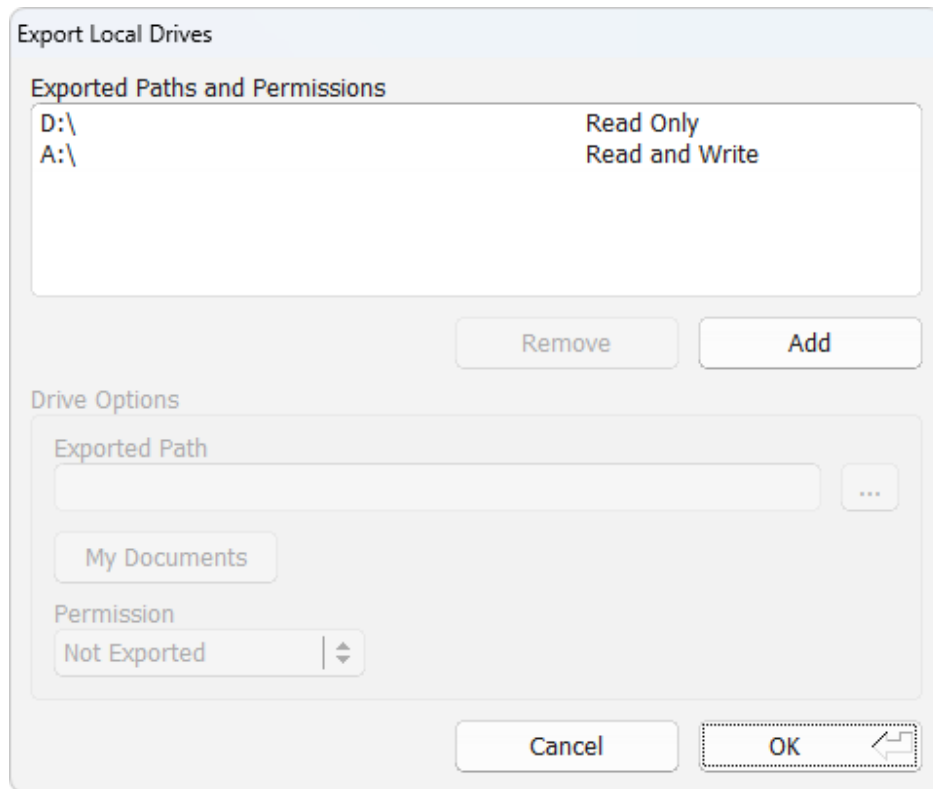 Export Local Drives
Exported Paths and Permissions
D:\ Read Only
A:\ Read and Write
Remove Add
Drive Options
Exported Path
...
My Documents
Permission
Not Exported
Cancel OK